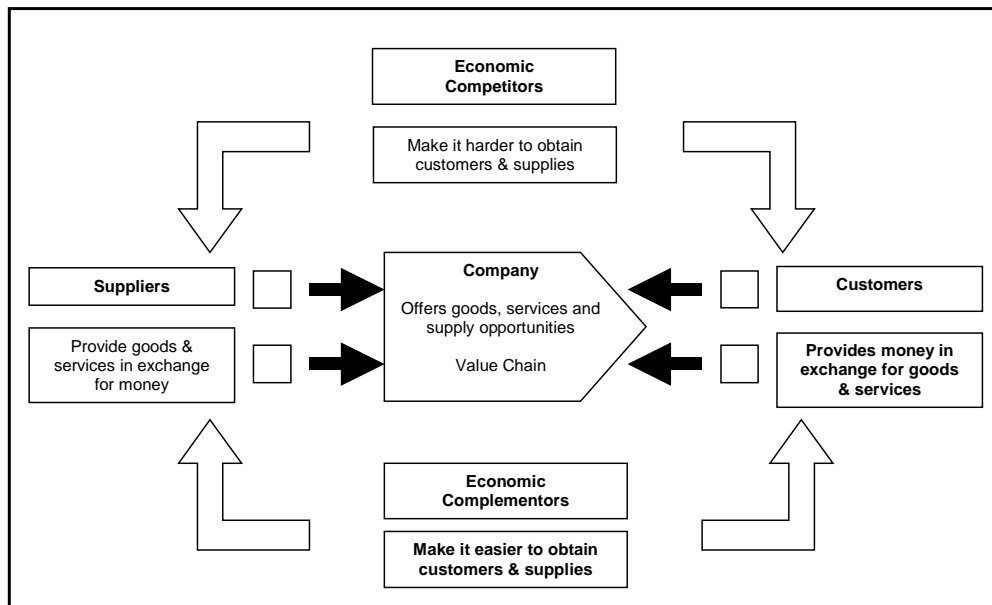 Economic
Competitors
Make it harder to obtain
customers & supplies
Suppliers
Provide goods &
services in exchange
for money
Company
Offers goods, services and
supply opportunities
Value Chain
Customers
Provides money in
exchange for goods
& services
Economic
Complementors
Make it easier to obtain
customers & supplies